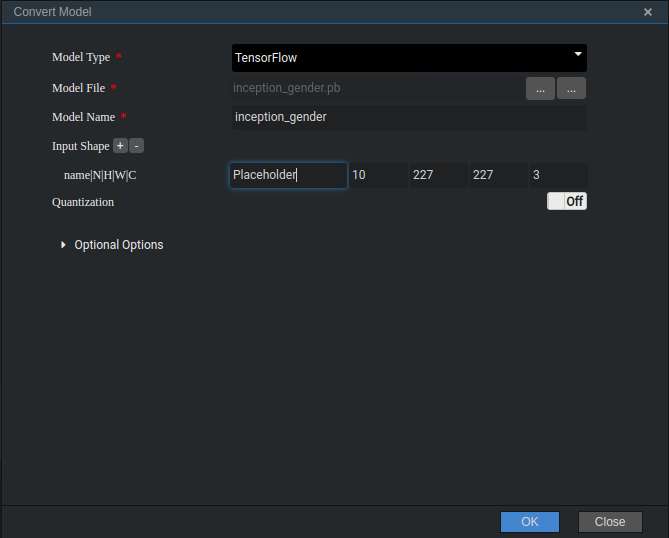 Convert Model ×
Model Type * TensorFlow
Model File * inception_gender.pb ... ...
Model Name * inception_gender
Input Shape + -
name|N|H|W|C Placeholder 10 227 227 3
Quantization Off
Optional Options
OK Close